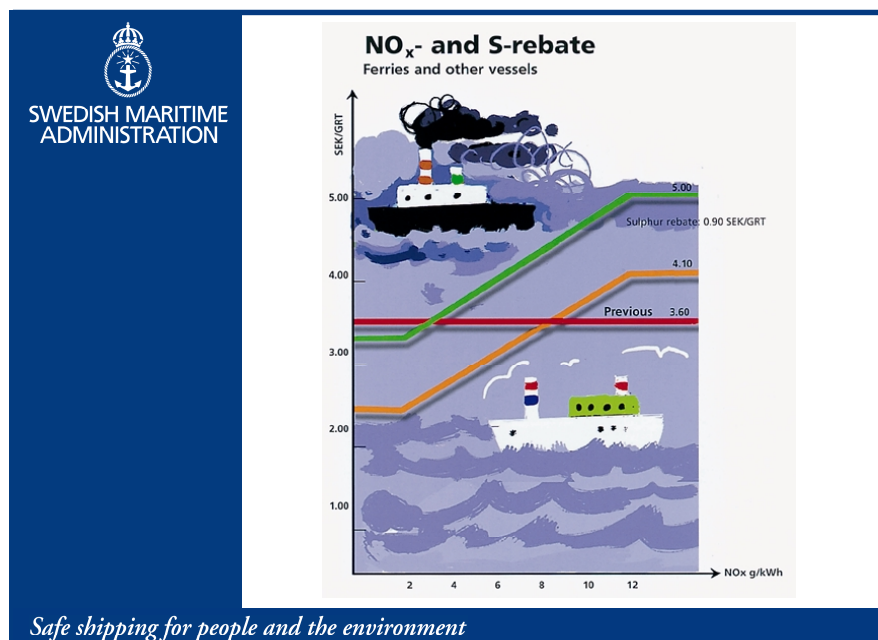 SWEDISH MARITIME
ADMINISTRATION
NOx- and S-rebate
Ferries and other vessels
SEK/GRT
5.00
5.00
Sulphur rebate: 0.90 SEK/GRT
4.00
4.10
Previous 3.60
3.00
2.00
1.00
NOx g/kWh
2 4 6 8 10 12
Safe shipping for people and the environment